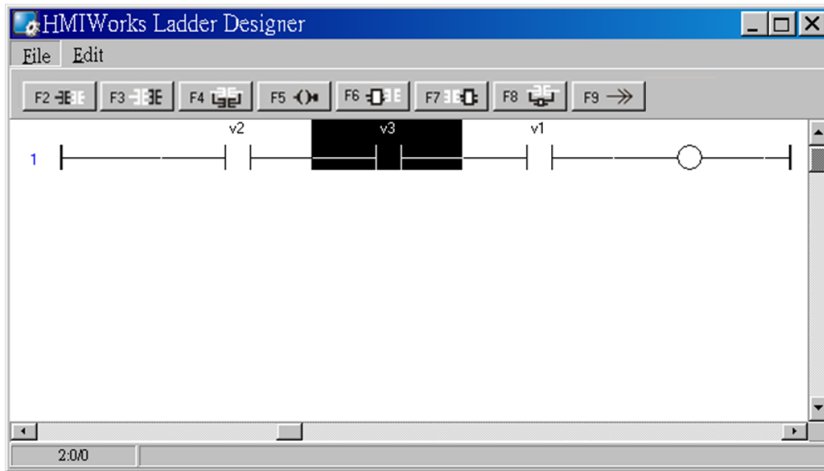 HMIWorks Ladder Designer
File Edit
F2 F3 F4 F5 F6 F7 F8 F9
v2 v3 v1
1
2:0/0